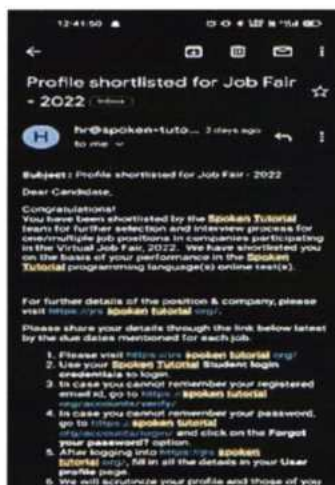 12:41:50
Profile shortlisted for Job Fair
- 2022 Inbox
H
hr@spoken-tuto... 3 days ago
to me
Subject: Profile shortlisted for Job Fair - 2022
Dear Candidate,
Congratulations!
You have been shortlisted by the Spoken Tutorial
team for further selection and interview process for
one/multiple job positions in companies participating
in the Virtual Job Fair, 2022. We have shortlisted you
on the basis of your performance in the Spoken
Tutorial programming language(s) online test(s).
For further details of the position & company, please
visit https://jrs.spoken-tutorial.org/.
Please share your details through the link below latest
by the due dates mentioned for each job.
1. Please visit https://jrs.spoken-tutorial.org/
2. Use your Spoken Tutorial Student login
credentials to login.
3. In case you cannot remember your registered
email id, go to https://spoken-tutorial.
org/accounts/verify/
4. In case you cannot remember your password,
go to https://spoken-tutorial.
org/accounts/login/ and click on the Forgot
your password? option.
5. After logging into https://jrs.spoken-
tutorial.org/, fill in all the details in your User
profile page.
6. We will scrutinize your profile and those of you